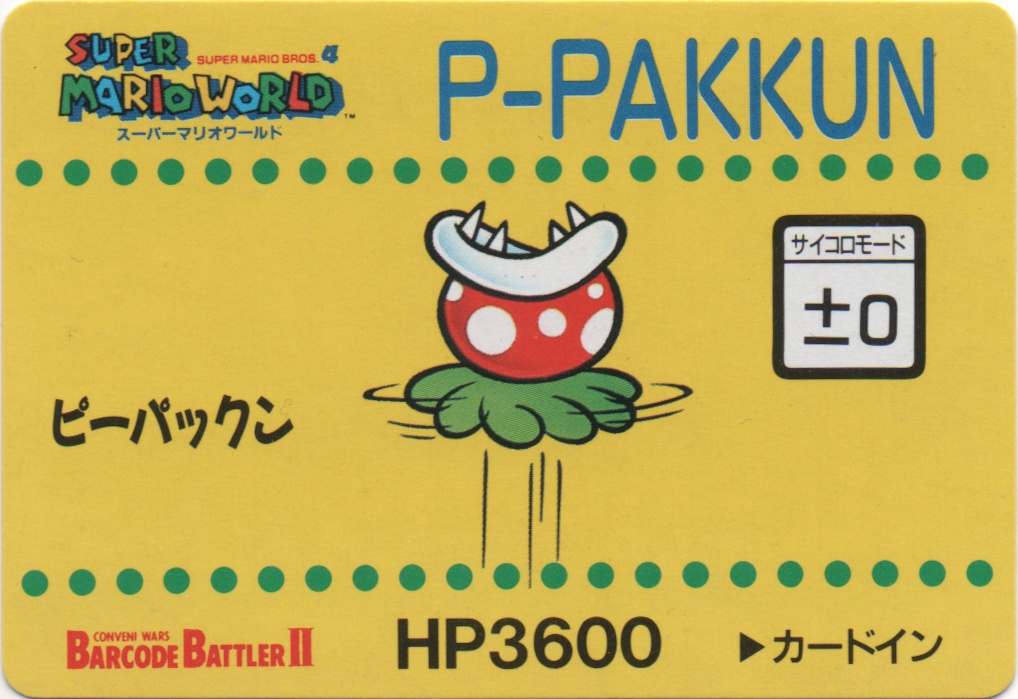 SUPER
SUPER MARIO BROS. 4
MARIO WORLD™
スーパーマリオワールド
P-PAKKUN
サイコロモード
±0
ピーパックン
CONVENI WARS
BARCODE BATTLER II
HP3600
▶カードイン